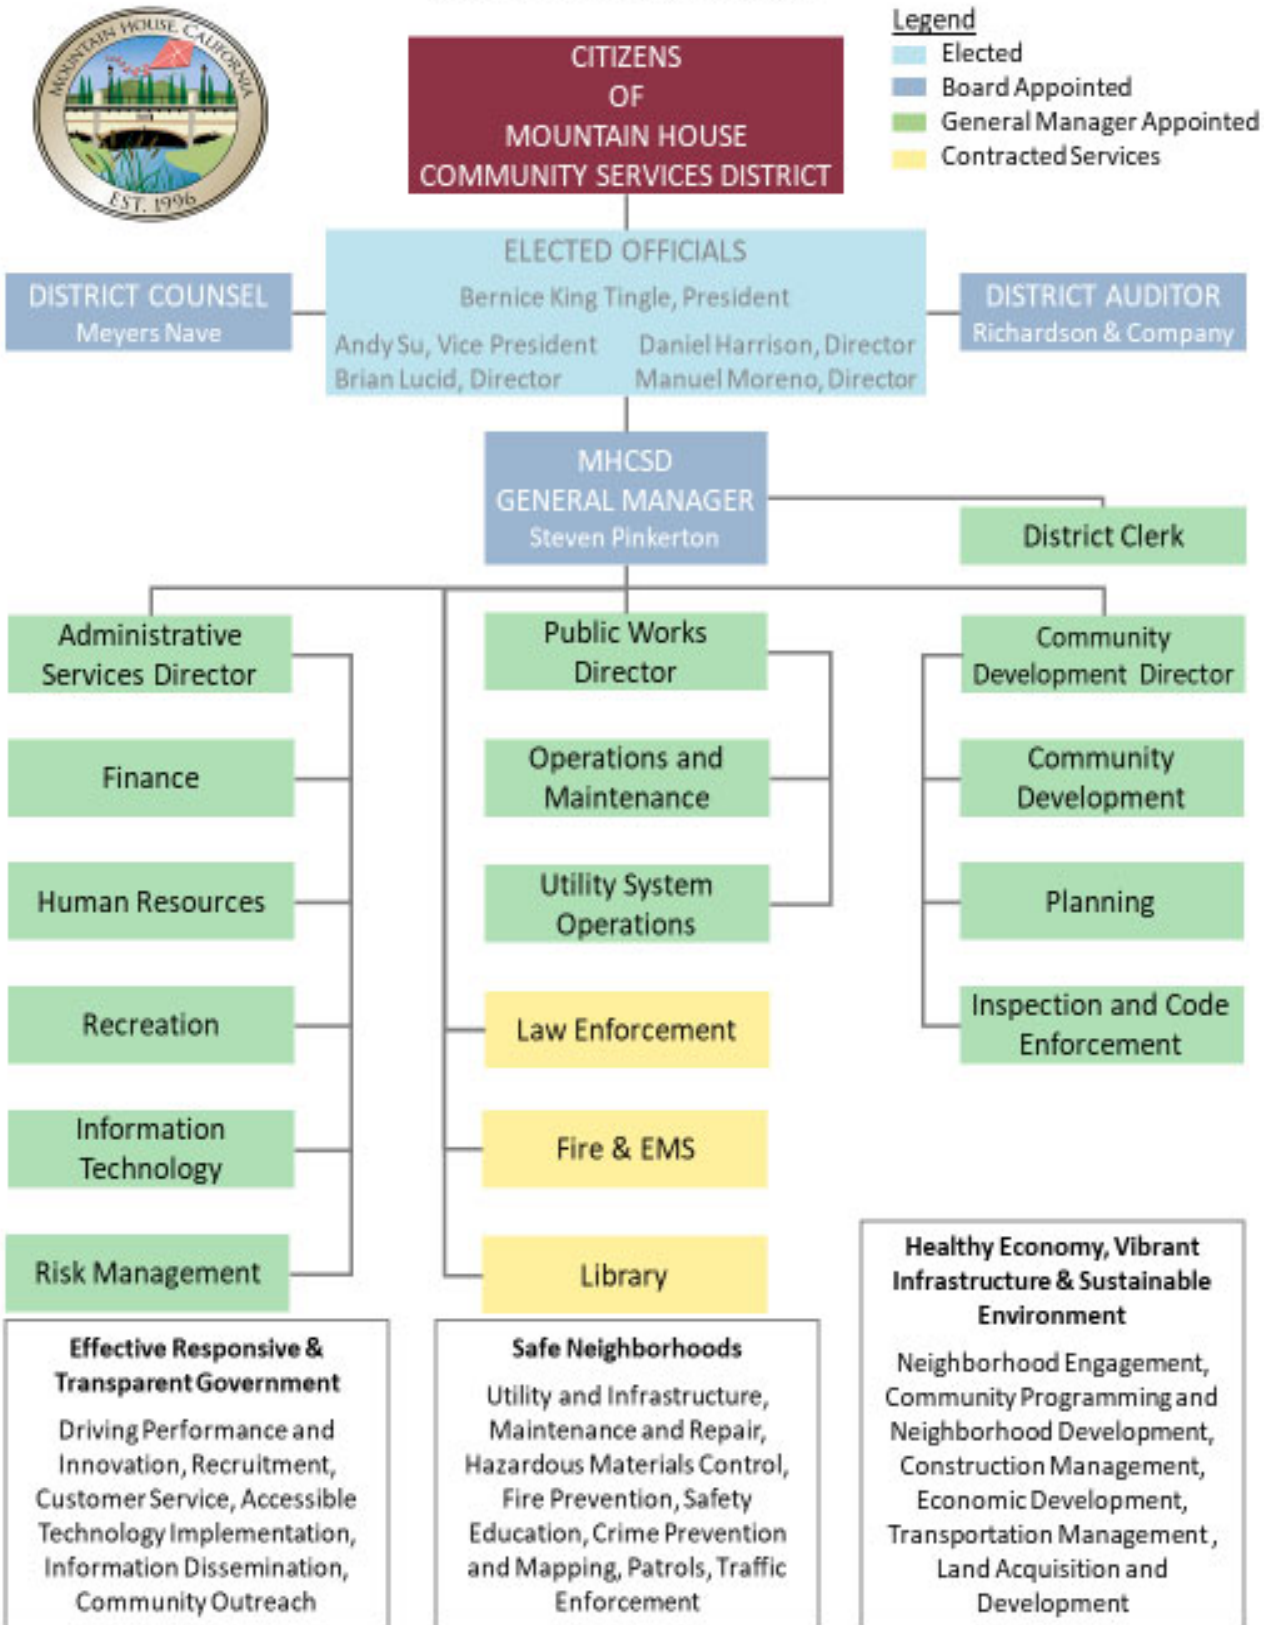 MOUNTAIN HOUSE, CALIFORNIA
EST. 1996
Legend
Elected
Board Appointed
General Manager Appointed
Contracted Services
CITIZENS
OF
MOUNTAIN HOUSE
COMMUNITY SERVICES DISTRICT
ELECTED OFFICIALS
Bernice King Tingle, President
Andy Su, Vice President
Daniel Harrison, Director
Brian Lucid, Director
Manuel Moreno, Director
DISTRICT COUNSEL
Meyers Nave
DISTRICT AUDITOR
Richardson & Company
MHCSD
GENERAL MANAGER
Steven Pinkerton
District Clerk
Administrative
Services Director
Finance
Human Resources
Recreation
Information
Technology
Risk Management
Public Works
Director
Operations and
Maintenance
Utility System
Operations
Law Enforcement
Fire & EMS
Library
Community
Development Director
Community
Development
Planning
Inspection and Code
Enforcement
Effective Responsive &
Transparent Government
Driving Performance and
Innovation, Recruitment,
Customer Service, Accessible
Technology Implementation,
Information Dissemination,
Community Outreach
Safe Neighborhoods
Utility and Infrastructure,
Maintenance and Repair,
Hazardous Materials Control,
Fire Prevention, Safety
Education, Crime Prevention
and Mapping, Patrols, Traffic
Enforcement
Healthy Economy, Vibrant
Infrastructure & Sustainable
Environment
Neighborhood Engagement,
Community Programming and
Neighborhood Development,
Construction Management,
Economic Development,
Transportation Management ,
Land Acquisition and
Development